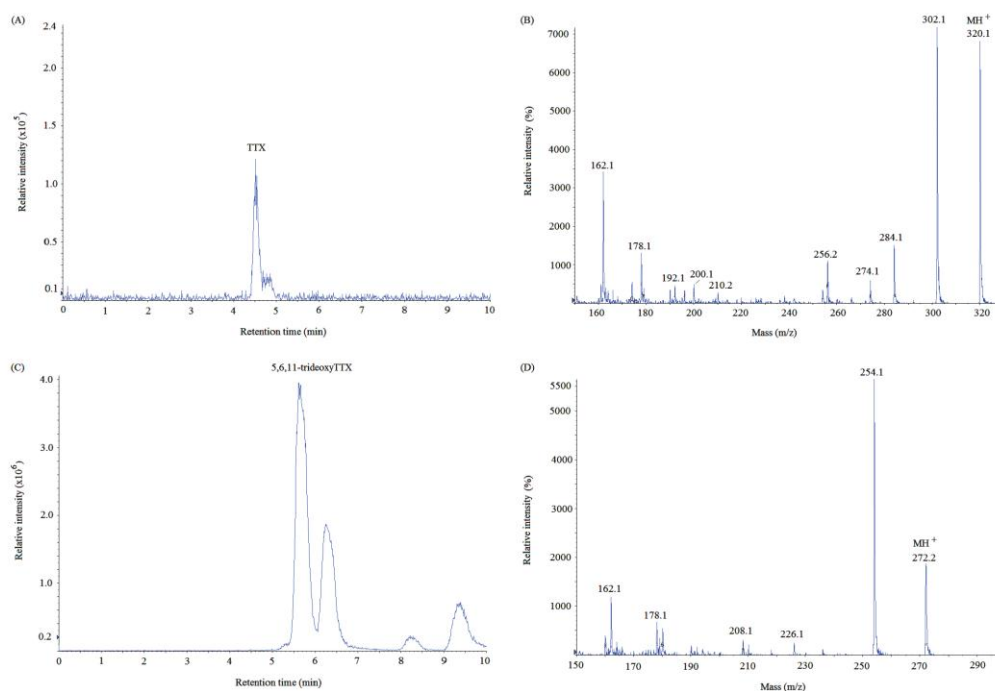 (A)
Relative intensity (x10⁵)
2.4
2.0
1.5
1.0
0.5
0.1
TTX
0 1 2 3 4 5 6 7 8 9 10
Retention time (min)
(B)
Relative intensity (%)
7000
6000
5000
4000
3000
2000
1000
302.1
MH⁺
320.1
162.1
178.1
192.1
200.1
210.2
256.2
274.1
284.1
160 180 200 220 240 260 280 300 320
Mass (m/z)
(C)
Relative intensity (x10⁶)
4.0
3.0
2.0
1.0
0.2
5,6,11-trideoxyTTX
0 1 2 3 4 5 6 7 8 9 10
Retention time (min)
(D)
Relative intensity (%)
5500
5000
4000
3000
2000
1000
254.1
MH⁺
272.2
162.1
178.1
208.1
226.1
150 170 190 210 230 250 270 290
Mass (m/z)